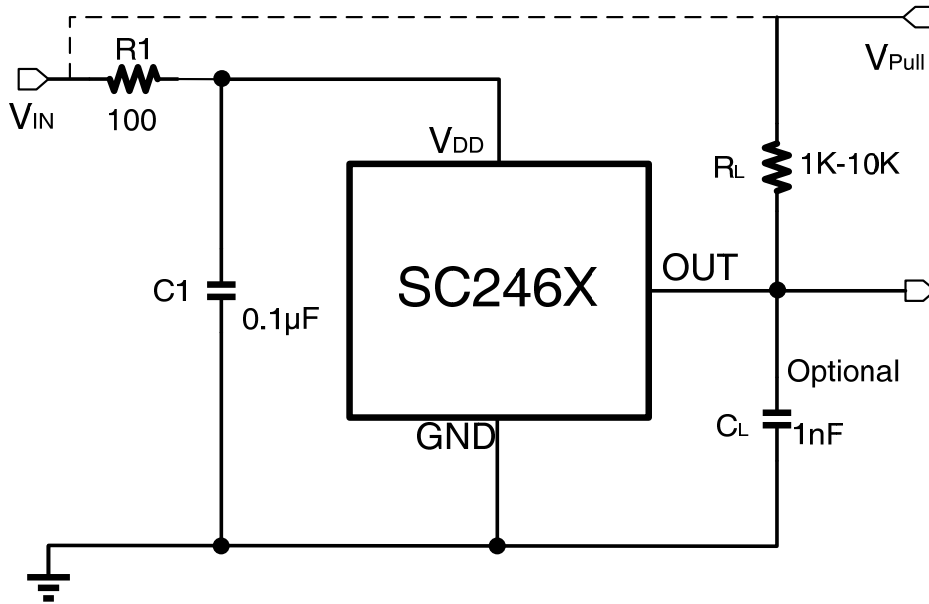 R1
VIN
100
VPull
VDD
RL
1K-10K
SC246X
OUT
C1
0.1µF
Optional
GND
CL
1nF